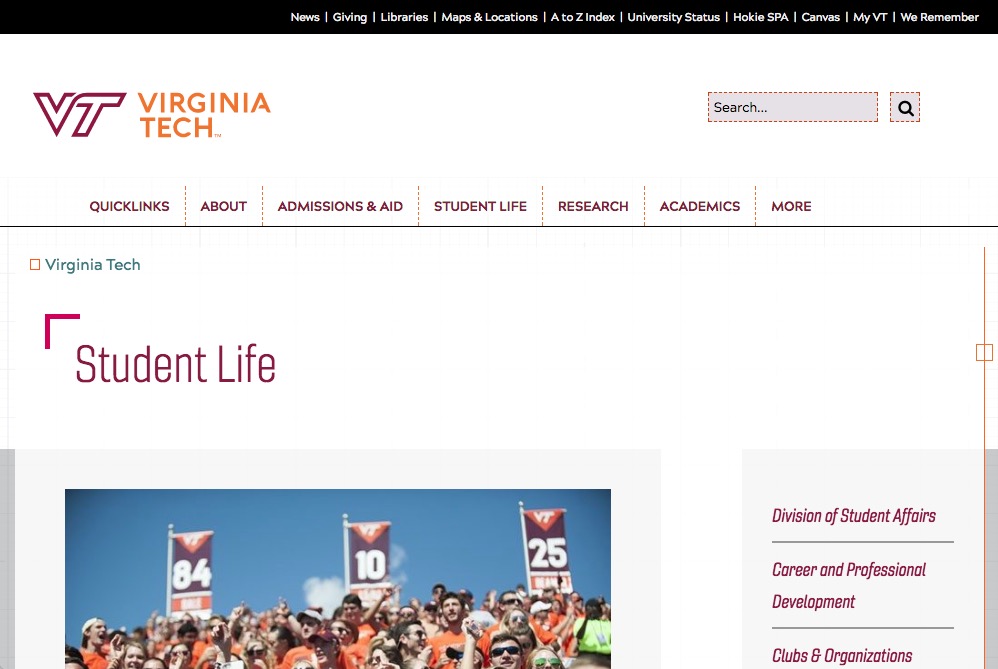 News | Giving | Libraries | Maps & Locations | A to Z Index | University Status | Hokie SPA | Canvas | My VT | We Remember
VT VIRGINIA
TECH™
Search...
QUICKLINKS ABOUT ADMISSIONS & AID STUDENT LIFE RESEARCH ACADEMICS MORE
Virginia Tech
Student Life
VT VT VT
84 10 25
Division of Student Affairs
Career and Professional
Development
Clubs & Organizations